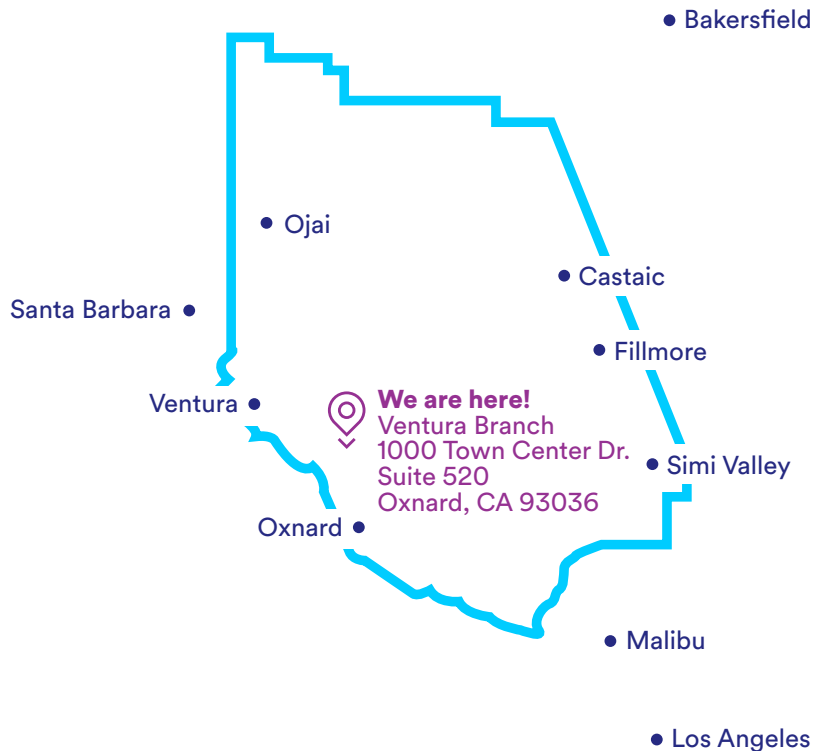 Bakersfield
Ojai
Castaic
Santa Barbara
Fillmore
Ventura
We are here!
Ventura Branch
1000 Town Center Dr.
Suite 520
Oxnard, CA 93036
Simi Valley
Oxnard
Malibu
Los Angeles